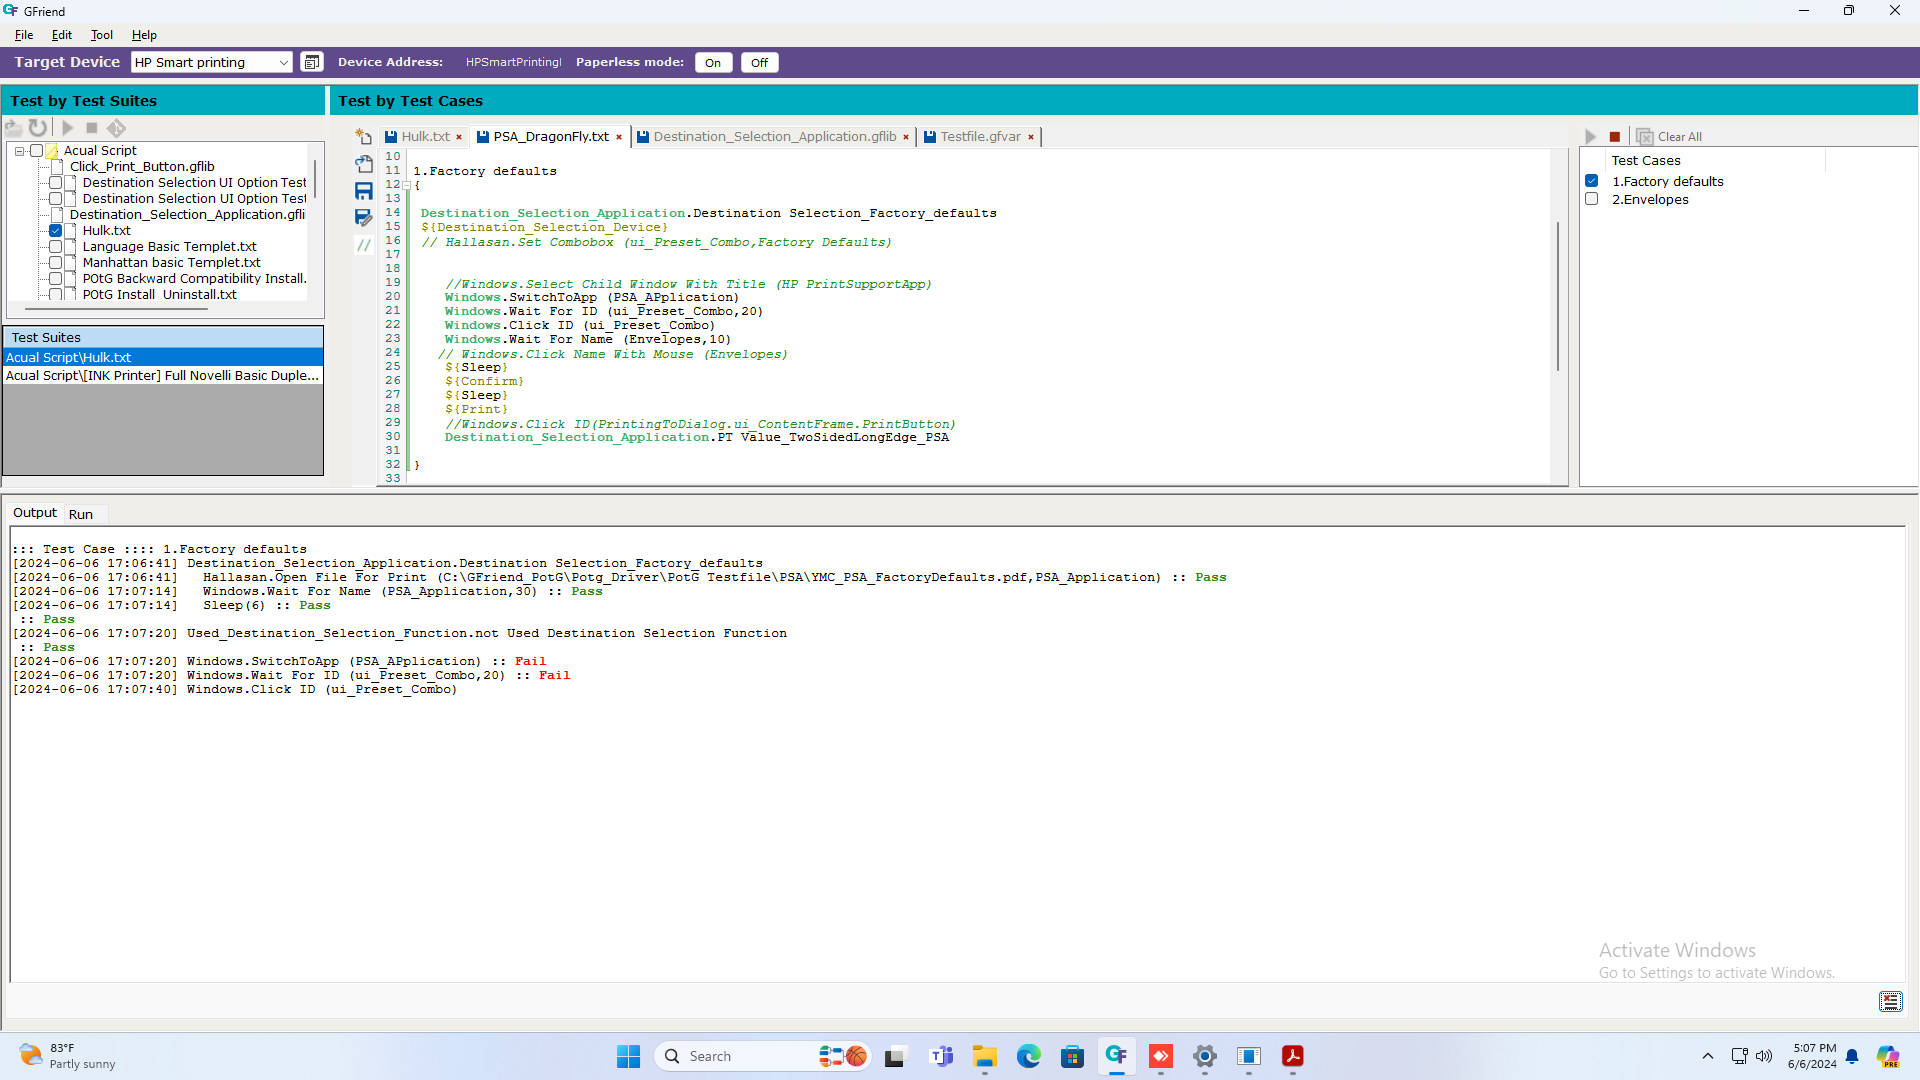 GFriend
File Edit Tool Help
Target Device HP Smart printing Device Address: HPSmartPrintingI Paperless mode: On Off
Test by Test Suites
Test by Test Cases
Acual Script
Click_Print_Button.gflib
Destination Selection UI Option Test
Destination Selection UI Option Test
Destination_Selection_Application.gfli
Hulk.txt
Language Basic Templet.txt
Manhattan basic Templet.txt
POtG Backward Compatibility Install.
POtG Install_Uninstall.txt
Test Suites
Acual Script\Hulk.txt
Acual Script\[INK Printer] Full Novelli Basic Duple...
Hulk.txt PSA_DragonFly.txt Destination_Selection_Application.gflib Testfile.gfvar
10
11 1.Factory defaults
12 {
13
14 Destination_Selection_Application.Destination Selection_Factory_defaults
15 ${Destination_Selection_Device}
16 // Hallasan.Set Combobox (ui_Preset_Combo,Factory Defaults)
17
18
19 //Windows.Select Child Window With Title (HP PrintSupportApp)
20 Windows.SwitchToApp (PSA_APplication)
21 Windows.Wait For ID (ui_Preset_Combo,20)
22 Windows.Click ID (ui_Preset_Combo)
23 Windows.Wait For Name (Envelopes,10)
24 // Windows.Click Name With Mouse (Envelopes)
25 ${Sleep}
26 ${Confirm}
27 ${Sleep}
28 ${Print}
29 //Windows.Click ID(PrintingToDialog.ui_ContentFrame.PrintButton)
30 Destination_Selection_Application.PT Value_TwoSidedLongEdge_PSA
31
32 }
33
Clear All
Test Cases
1.Factory defaults
2.Envelopes
Output Run
::: Test Case :::: 1.Factory defaults
[2024-06-06 17:06:41] Destination_Selection_Application.Destination Selection_Factory_defaults
[2024-06-06 17:06:41] Hallasan.Open File For Print (C:\GFriend_PotG\Potg_Driver\PotG Testfile\PSA\YMC_PSA_FactoryDefaults.pdf,PSA_Application) :: Pass
[2024-06-06 17:07:14] Windows.Wait For Name (PSA_Application,30) :: Pass
[2024-06-06 17:07:14] Sleep(6) :: Pass
:: Pass
[2024-06-06 17:07:20] Used_Destination_Selection_Function.not Used Destination Selection Function
:: Pass
[2024-06-06 17:07:20] Windows.SwitchToApp (PSA_APplication) :: Fail
[2024-06-06 17:07:20] Windows.Wait For ID (ui_Preset_Combo,20) :: Fail
[2024-06-06 17:07:40] Windows.Click ID (ui_Preset_Combo)
Activate Windows
Go to Settings to activate Windows.
83°F
Partly sunny
Search
5:07 PM
6/6/2024
PRE